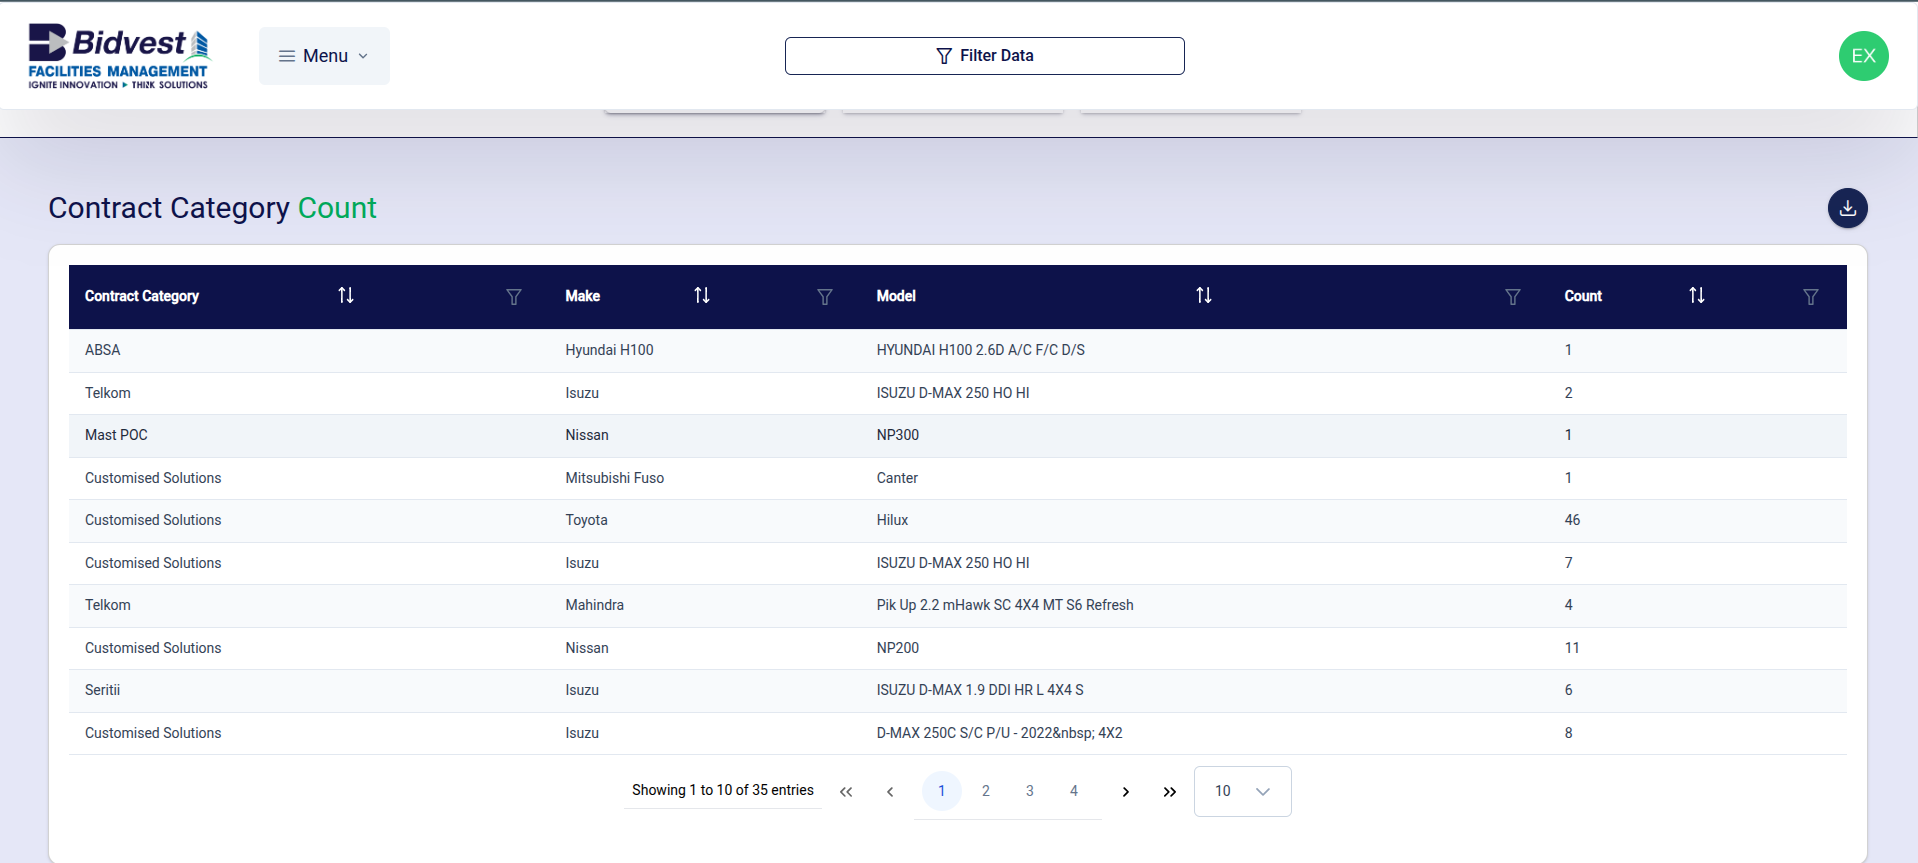 Bidvest
FACILITIES MANAGEMENT
IGNITE INNOVATION ▸ THI2K SOLUTIONS
Menu
Filter Data
EX
Contract Category Count
Contract Category Make Model Count
ABSA Hyundai H100 HYUNDAI H100 2.6D A/C F/C D/S 1
Telkom Isuzu ISUZU D-MAX 250 HO HI 2
Mast POC Nissan NP300 1
Customised Solutions Mitsubishi Fuso Canter 1
Customised Solutions Toyota Hilux 46
Customised Solutions Isuzu ISUZU D-MAX 250 HO HI 7
Telkom Mahindra Pik Up 2.2 mHawk SC 4X4 MT S6 Refresh 4
Customised Solutions Nissan NP200 11
Seritii Isuzu ISUZU D-MAX 1.9 DDI HR L 4X4 S 6
Customised Solutions Isuzu D-MAX 250C S/C P/U - 2022&nbsp; 4X2 8
Showing 1 to 10 of 35 entries « ‹ 1 2 3 4 › » 10